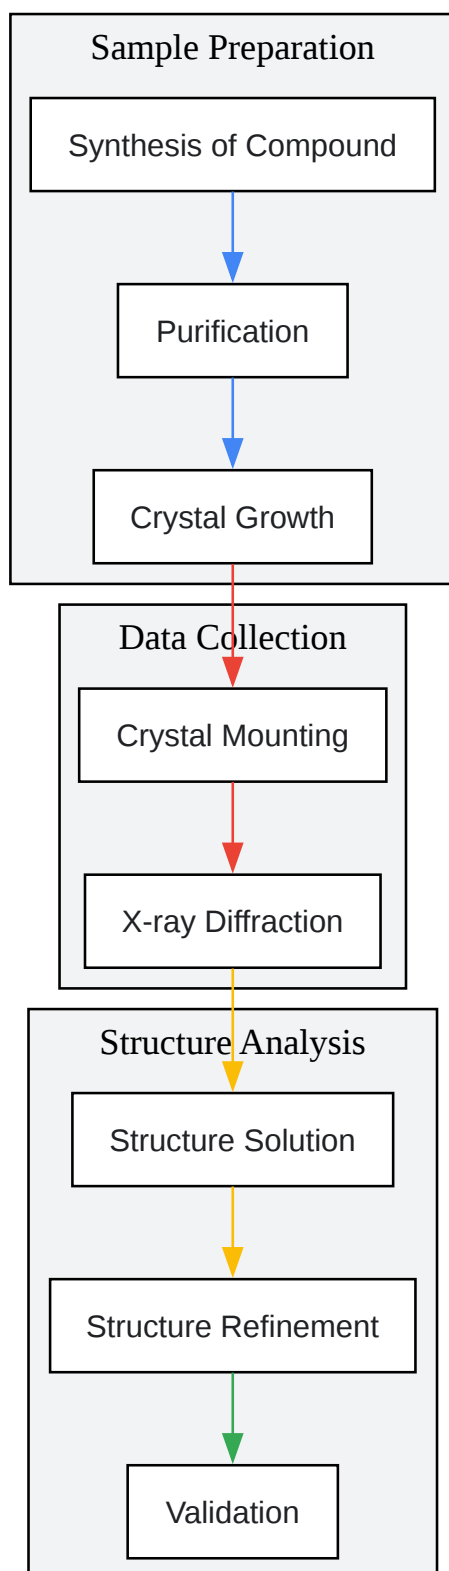 Sample Preparation
Synthesis of Compound
Purification
Crystal Growth
Data Collection
Crystal Mounting
X-ray Diffraction
Structure Analysis
Structure Solution
Structure Refinement
Validation